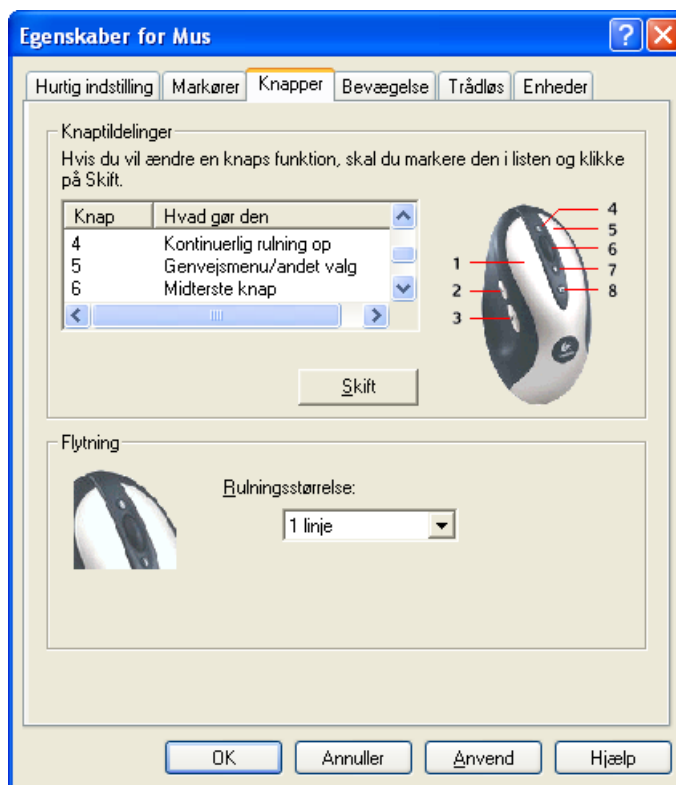 Egenskaber for Mus
Hurtig indstilling Markører Knapper Bevægelse Trådløs Enheder
Knaptildelinger
Hvis du vil ændre en knaps funktion, skal du markere den i listen og klikke
på Skift.
Knap Hvad gør den
4 Kontinuerlig rulning op
5 Genvejsmenu/andet valg
6 Midterste knap
1
2
3
4
5
6
7
8
Skift
Flytning
Rulningsstørrelse:
1 linje
OK Annuller Anvend Hjælp